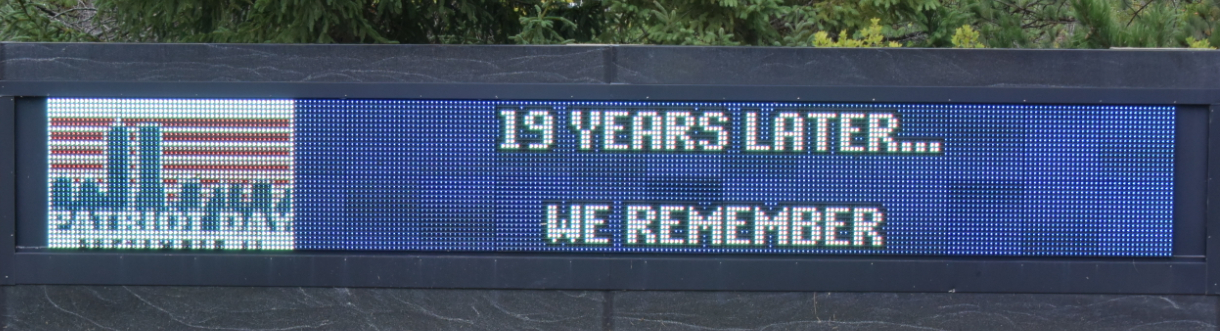 PATRIOT DAY
19 YEARS LATER...
WE REMEMBER